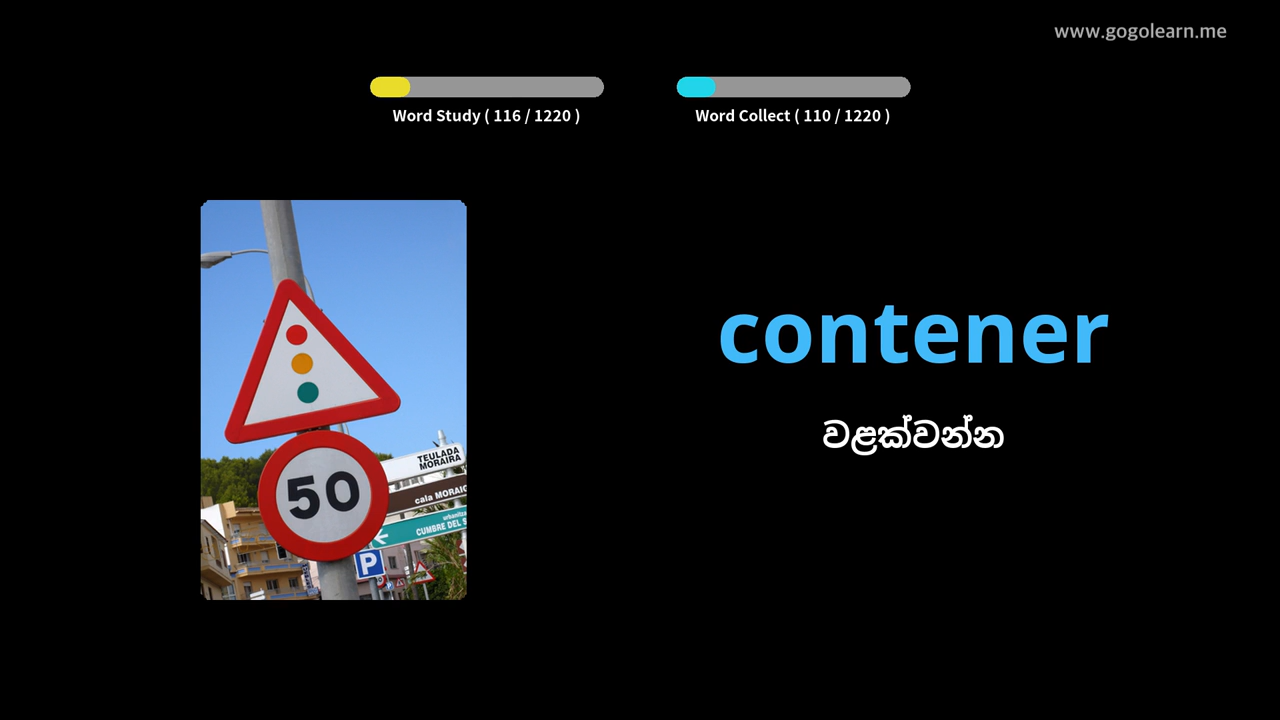 www.gogolearn.me
Word Study ( 116 / 1220 )
Word Collect ( 110 / 1220 )
contener
වළක්වන්න
TEULADA
MORAIRA
cala
50
CUMBRE DEL
P